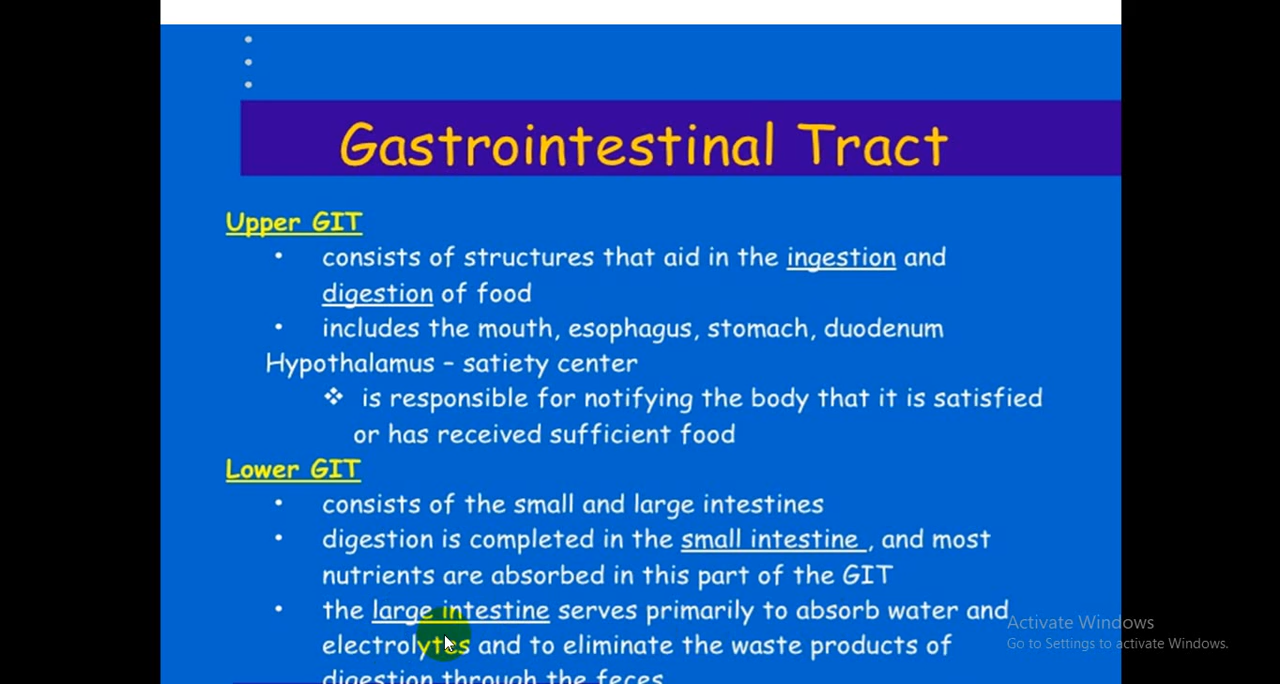 Gastrointestinal Tract
Upper GIT
• consists of structures that aid in the ingestion and
digestion of food
• includes the mouth, esophagus, stomach, duodenum
Hypothalamus – satiety center
❖ is responsible for notifying the body that it is satisfied
or has received sufficient food
Lower GIT
• consists of the small and large intestines
• digestion is completed in the small intestine , and most
nutrients are absorbed in this part of the GIT
• the large intestine serves primarily to absorb water and
electrolytes and to eliminate the waste products of
digestion through the feces
Activate Windows
Go to Settings to activate Windows.